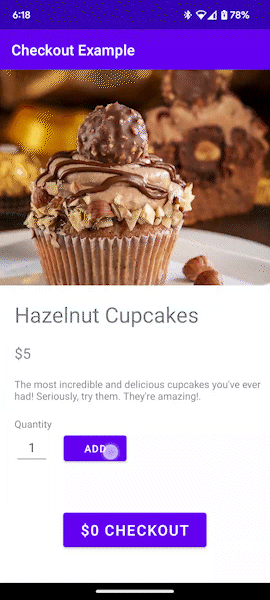 6:18
78%
Checkout Example
Hazelnut Cupcakes
$5
The most incredible and delicious cupcakes you've ever
had! Seriously, try them. They're amazing!.
Quantity
1
ADD
$0 CHECKOUT